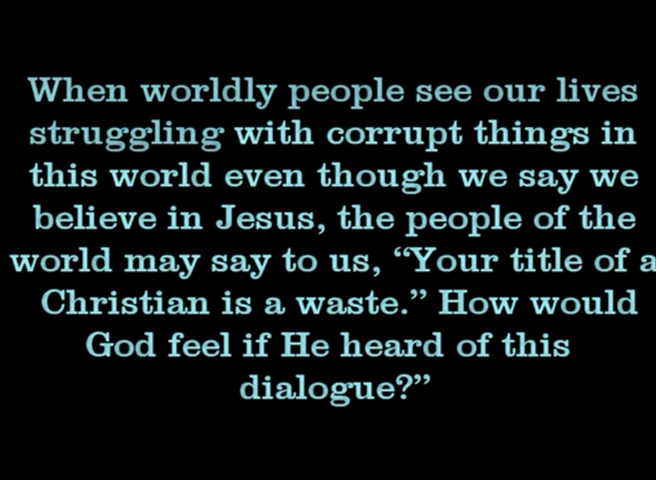 When worldly people see our lives
struggling with corrupt things in
this world even though we say we
believe in Jesus, the people of the
world may say to us, “Your title of a
Christian is a waste.” How would
God feel if He heard of this
dialogue?”